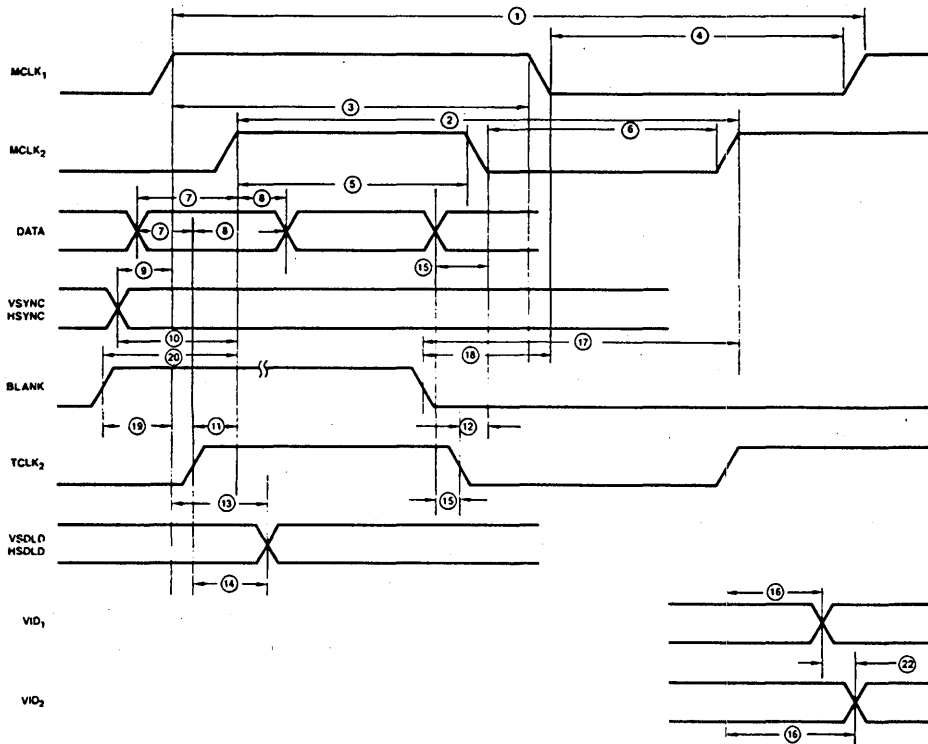 ①
④
MCLK₁
③
②
⑥
MCLK₂
⑤
⑦ ⑧
DATA
⑦ ⑧
⑮
⑨
VSYNC
HSYNC
⑩
⑰
⑳ ⑱
BLANK
⑲ ⑪ ⑫
TCLK₂
⑬ ⑮
VSDLD
HSDLD
⑭
⑯
VID₁
㉒
VID₂
⑯